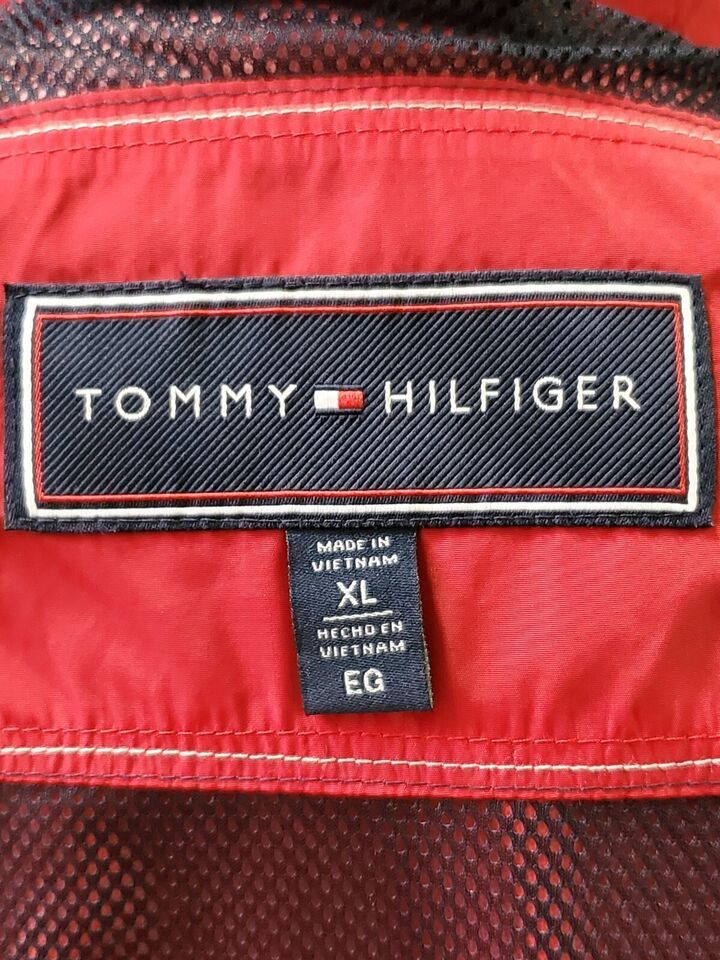 TOMMY HILFIGER
MADE IN
VIETNAM
XL
HECHO EN
VIETNAM
EG